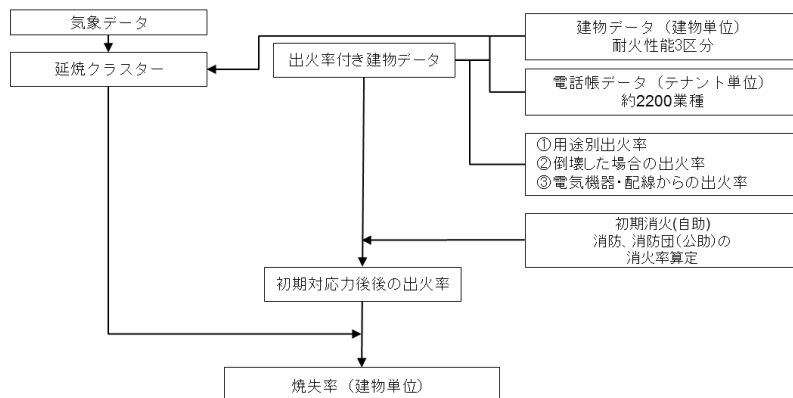 気象データ
延焼クラスター
出火率付き建物データ
建物データ（建物単位）
耐火性能3区分
電話帳データ（テナント単位）
約2200業種
①用途別出火率
②倒壊した場合の出火率
③電気機器・配線からの出火率
初期消火(自助)
消防、消防団（公助）の
消火率算定
初期対応力後後の出火率
焼失率（建物単位）